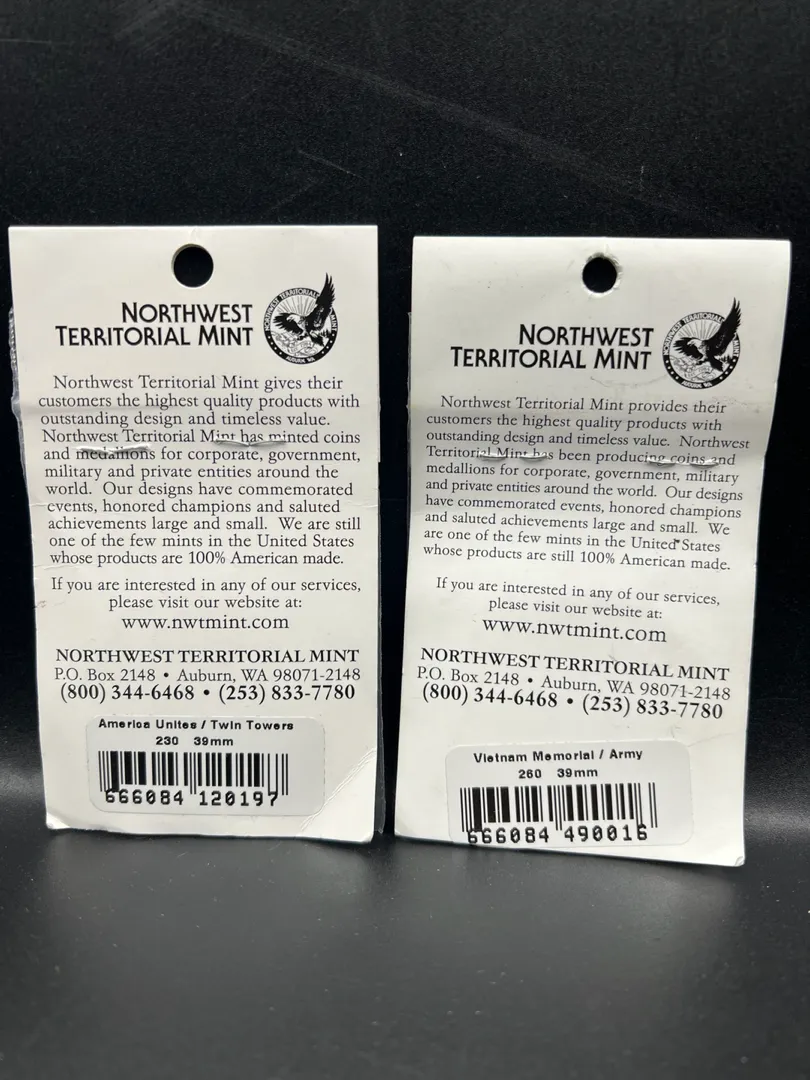 NORTHWEST
TERRITORIAL MINT
NORTHWEST TERRITORIAL MINT
AUBURN, WA
Northwest Territorial Mint gives their
customers the highest quality products with
outstanding design and timeless value.
Northwest Territorial Mint has minted coins
and medallions for corporate, government,
military and private entities around the
world. Our designs have commemorated
events, honored champions and saluted
achievements large and small. We are still
one of the few mints in the United States
whose products are 100% American made.
If you are interested in any of our services,
please visit our website at:
www.nwtmint.com
NORTHWEST TERRITORIAL MINT
P.O. Box 2148 • Auburn, WA 98071-2148
(800) 344-6468 • (253) 833-7780
America Unites / Twin Towers
230 39mm
666084 120197
NORTHWEST
TERRITORIAL MINT
NORTHWEST TERRITORIAL MINT
AUBURN, WA
Northwest Territorial Mint provides their
customers the highest quality products with
outstanding design and timeless value. Northwest
Territorial Mint has been producing coins and
medallions for corporate, government, military
and private entities around the world. Our designs
have commemorated events, honored champions
and saluted achievements large and small. We
are one of the few mints in the United States
whose products are still 100% American made.
If you are interested in any of our services,
please visit our website at:
www.nwtmint.com
NORTHWEST TERRITORIAL MINT
P.O. Box 2148 • Auburn, WA 98071-2148
(800) 344-6468 • (253) 833-7780
Vietnam Memorial / Army
260 39mm
666084 490016